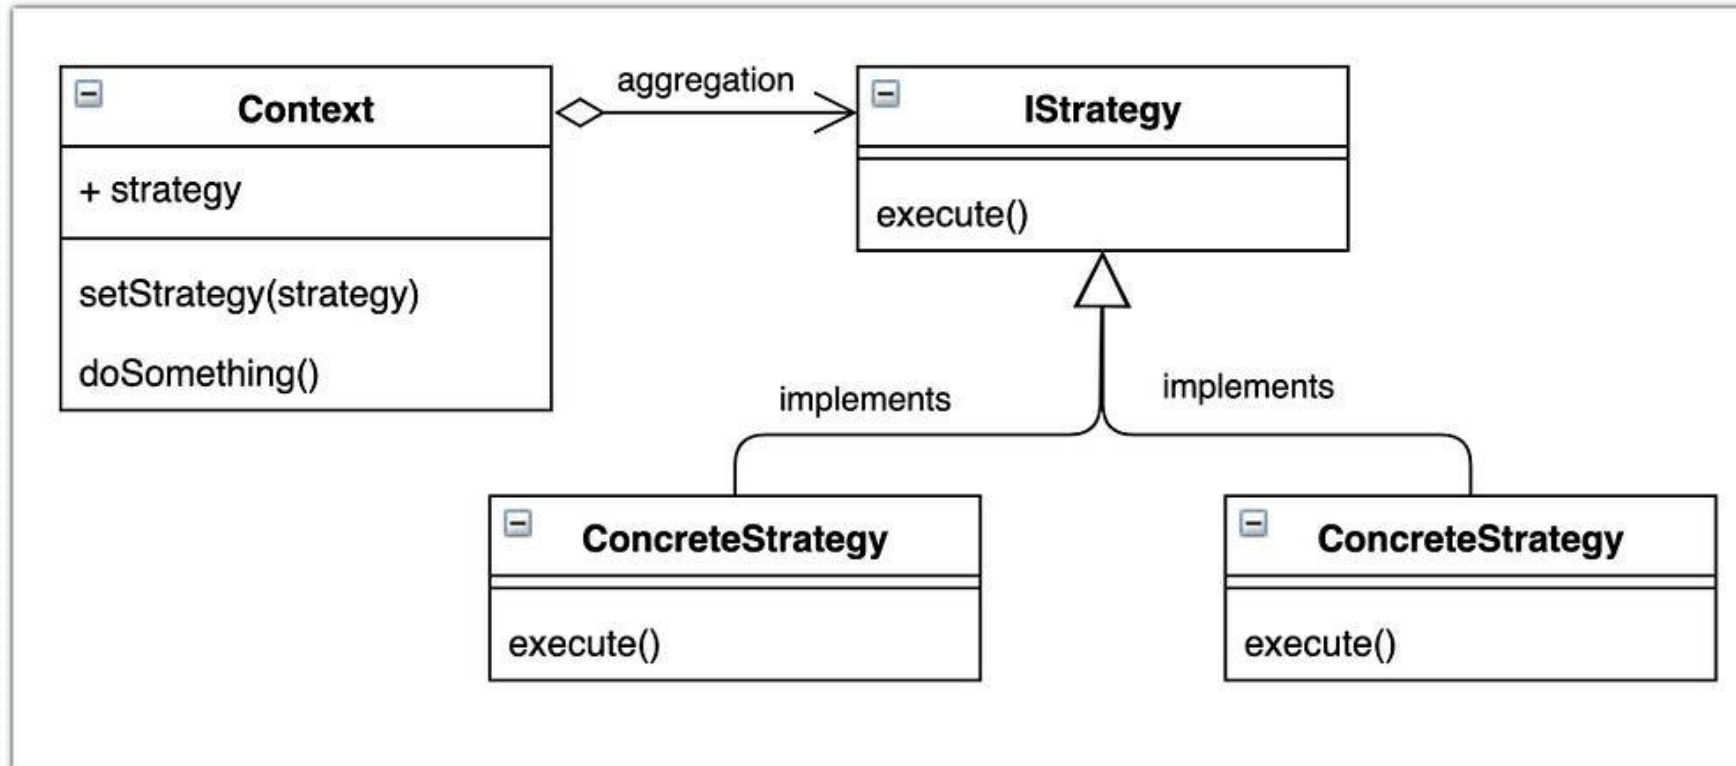 Context
+ strategy
setStrategy(strategy)
doSomething()
aggregation
IStrategy
execute()
implements
implements
ConcreteStrategy
execute()
ConcreteStrategy
execute()